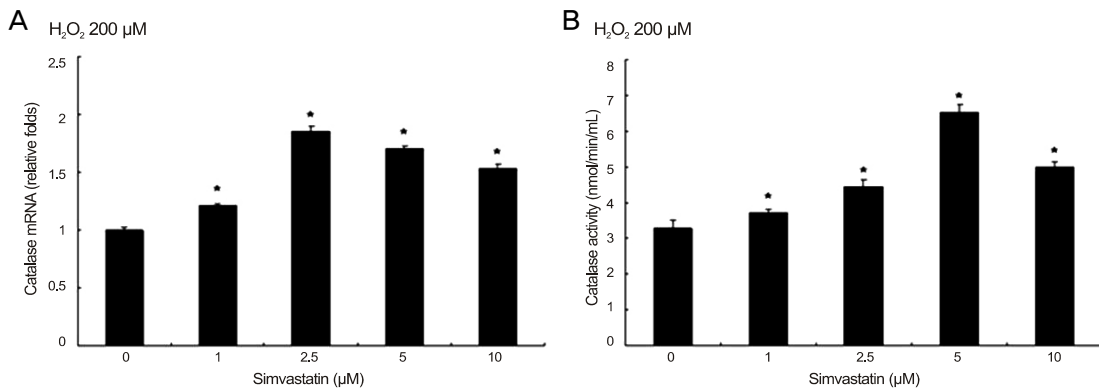 A
H₂O₂ 200 µM
Catalase mRNA (relative folds)
2.5
2
1.5
1
0.5
0
*
*
*
*
0 1 2.5 5 10
Simvastatin (µM)
B
H₂O₂ 200 µM
Catalase activity (nmol/min/mL)
8
7
6
5
4
3
2
1
0
*
*
*
*
0 1 2.5 5 10
Simvastatin (µM)